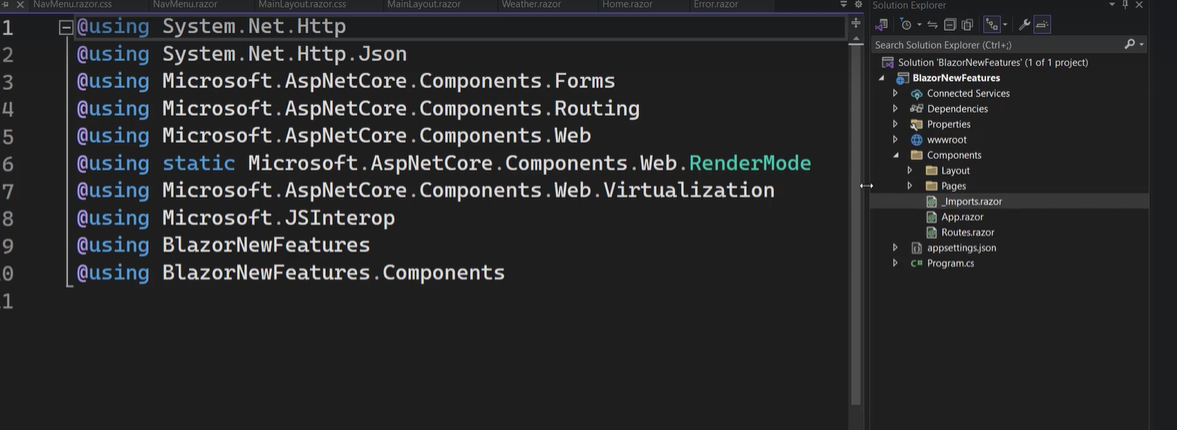 NavMenu.razor.css NavMenu.razor MainLayout.razor.css MainLayout.razor Weather.razor Home.razor Error.razor
1 @using System.Net.Http
2 @using System.Net.Http.Json
3 @using Microsoft.AspNetCore.Components.Forms
4 @using Microsoft.AspNetCore.Components.Routing
5 @using Microsoft.AspNetCore.Components.Web
6 @using static Microsoft.AspNetCore.Components.Web.RenderMode
7 @using Microsoft.AspNetCore.Components.Web.Virtualization
8 @using Microsoft.JSInterop
9 @using BlazorNewFeatures
0 @using BlazorNewFeatures.Components
1
Solution Explorer
Search Solution Explorer (Ctrl+;)
Solution 'BlazorNewFeatures' (1 of 1 project)
BlazorNewFeatures
Connected Services
Dependencies
Properties
wwwroot
Components
Layout
Pages
_Imports.razor
App.razor
Routes.razor
appsettings.json
C# Program.cs